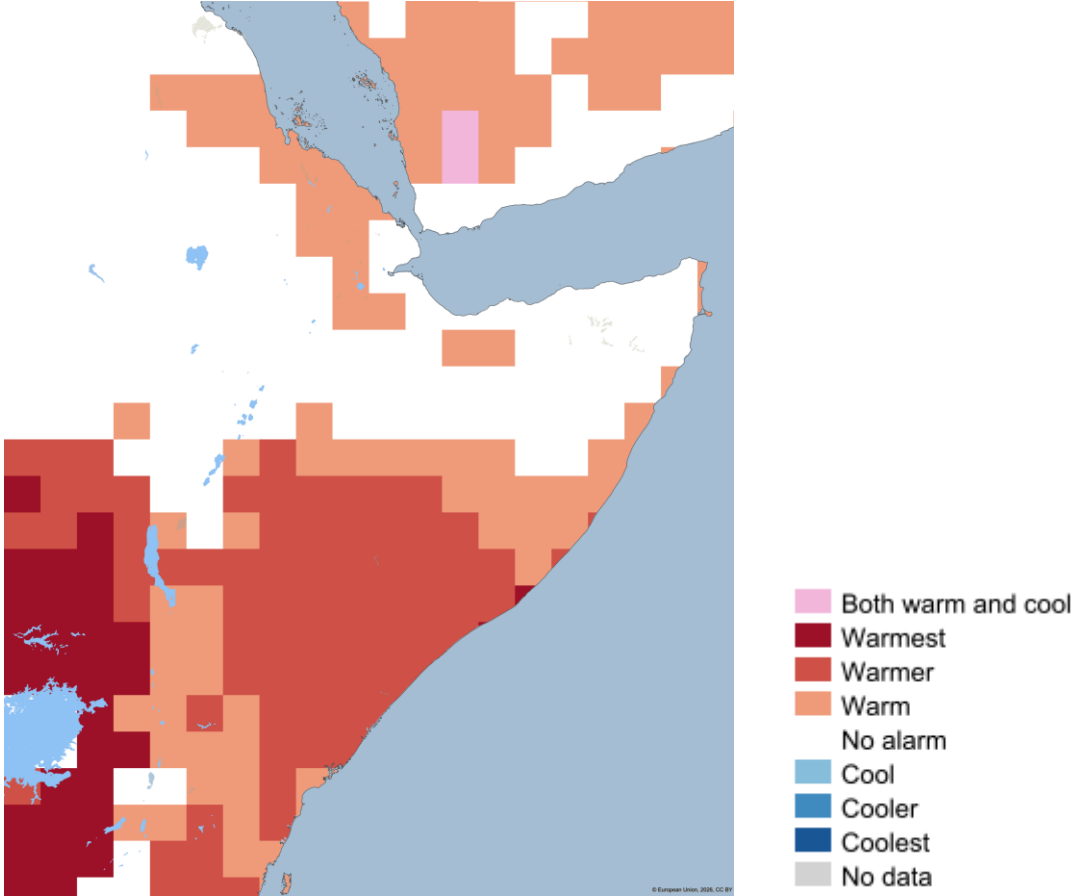 Both warm and cool
Warmest
Warmer
Warm
No alarm
Cool
Cooler
Coolest
No data
© European Union, 2026, CC BY